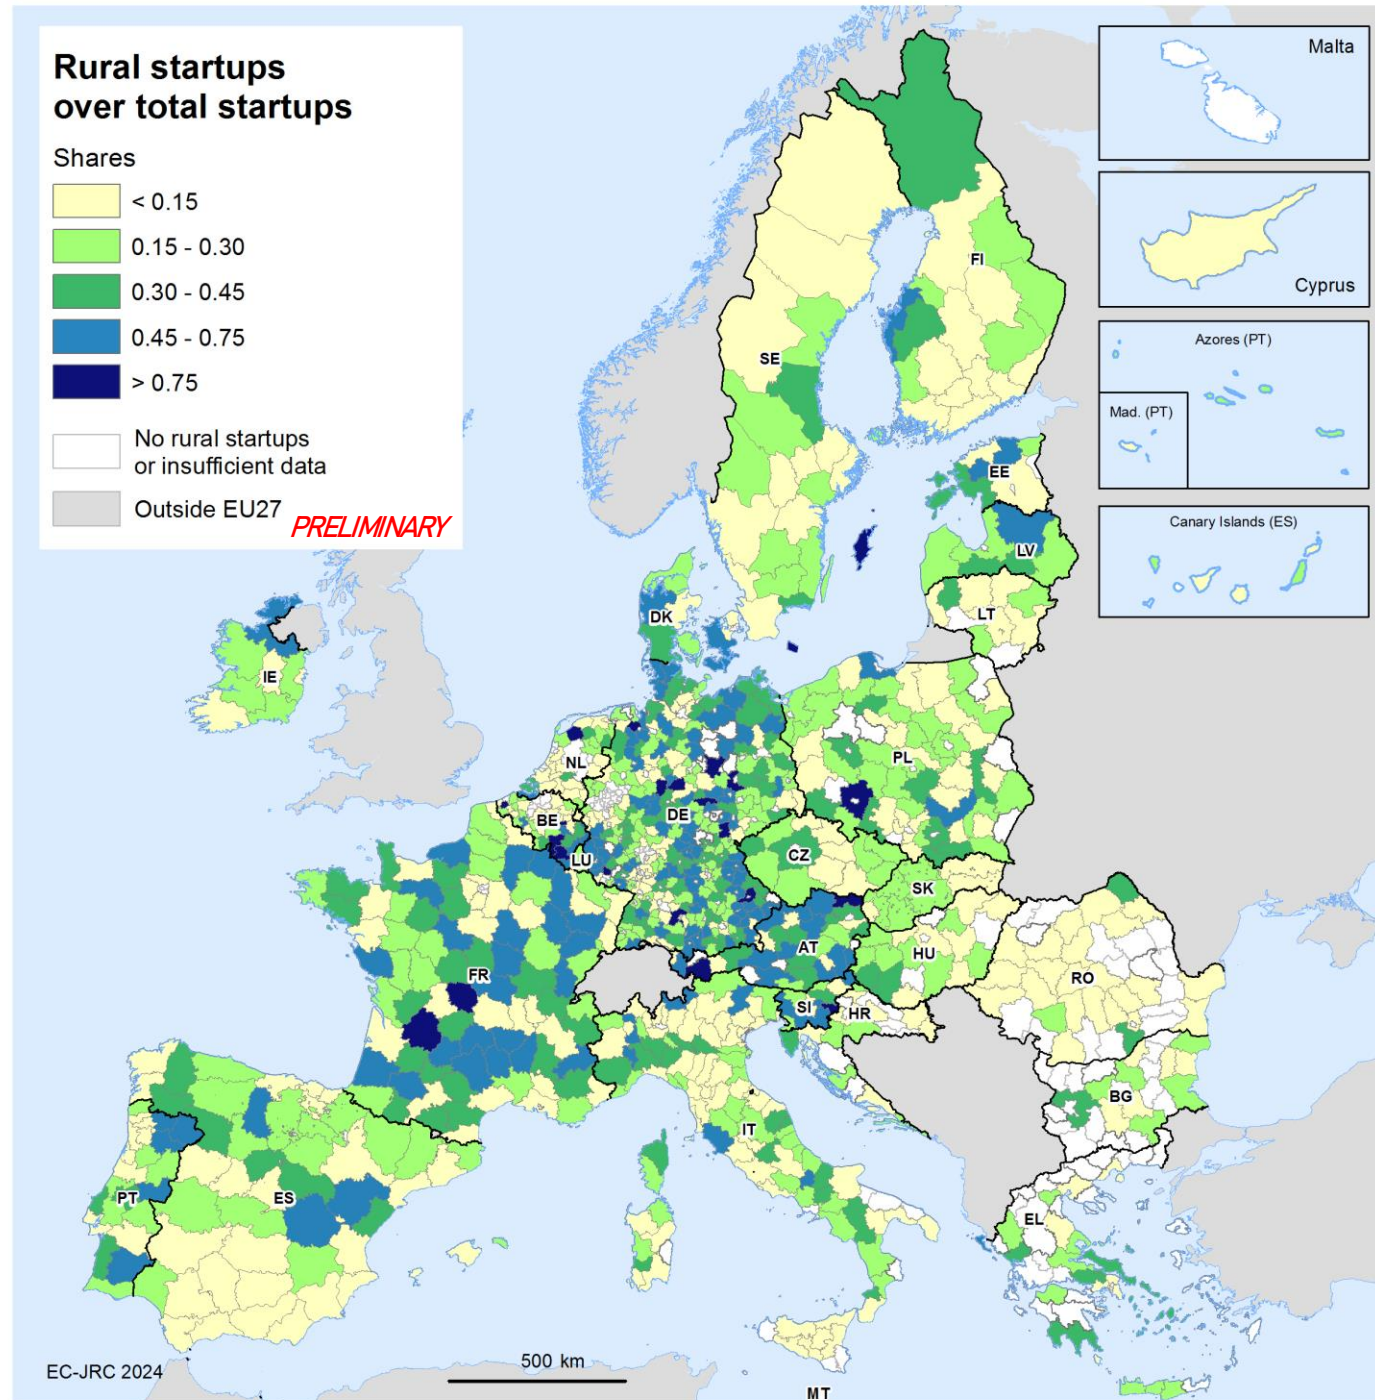 Rural startups
over total startups
Shares
< 0.15
0.15 - 0.30
0.30 - 0.45
0.45 - 0.75
> 0.75
No rural startups
or insufficient data
Outside EU27
PRELIMINARY
Malta
Cyprus
Azores (PT)
Mad. (PT)
Canary Islands (ES)
FI
SE
EE
LV
LT
DK
IE
NL
PL
BE
DE
LU
CZ
SK
AT
HU
FR
RO
SI
HR
BG
IT
PT
ES
EL
EC-JRC 2024
500 km
MT